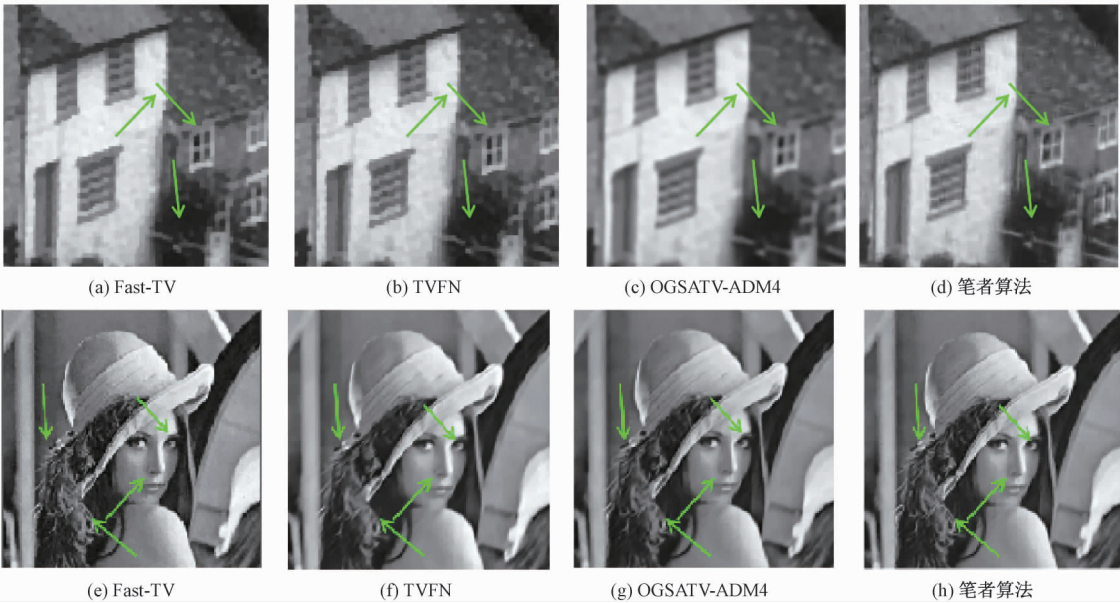 (a) Fast-TV
(b) TVFN
(c) OGSATV-ADM4
(d) 笔者算法
(e) Fast-TV
(f) TVFN
(g) OGSATV-ADM4
(h) 笔者算法